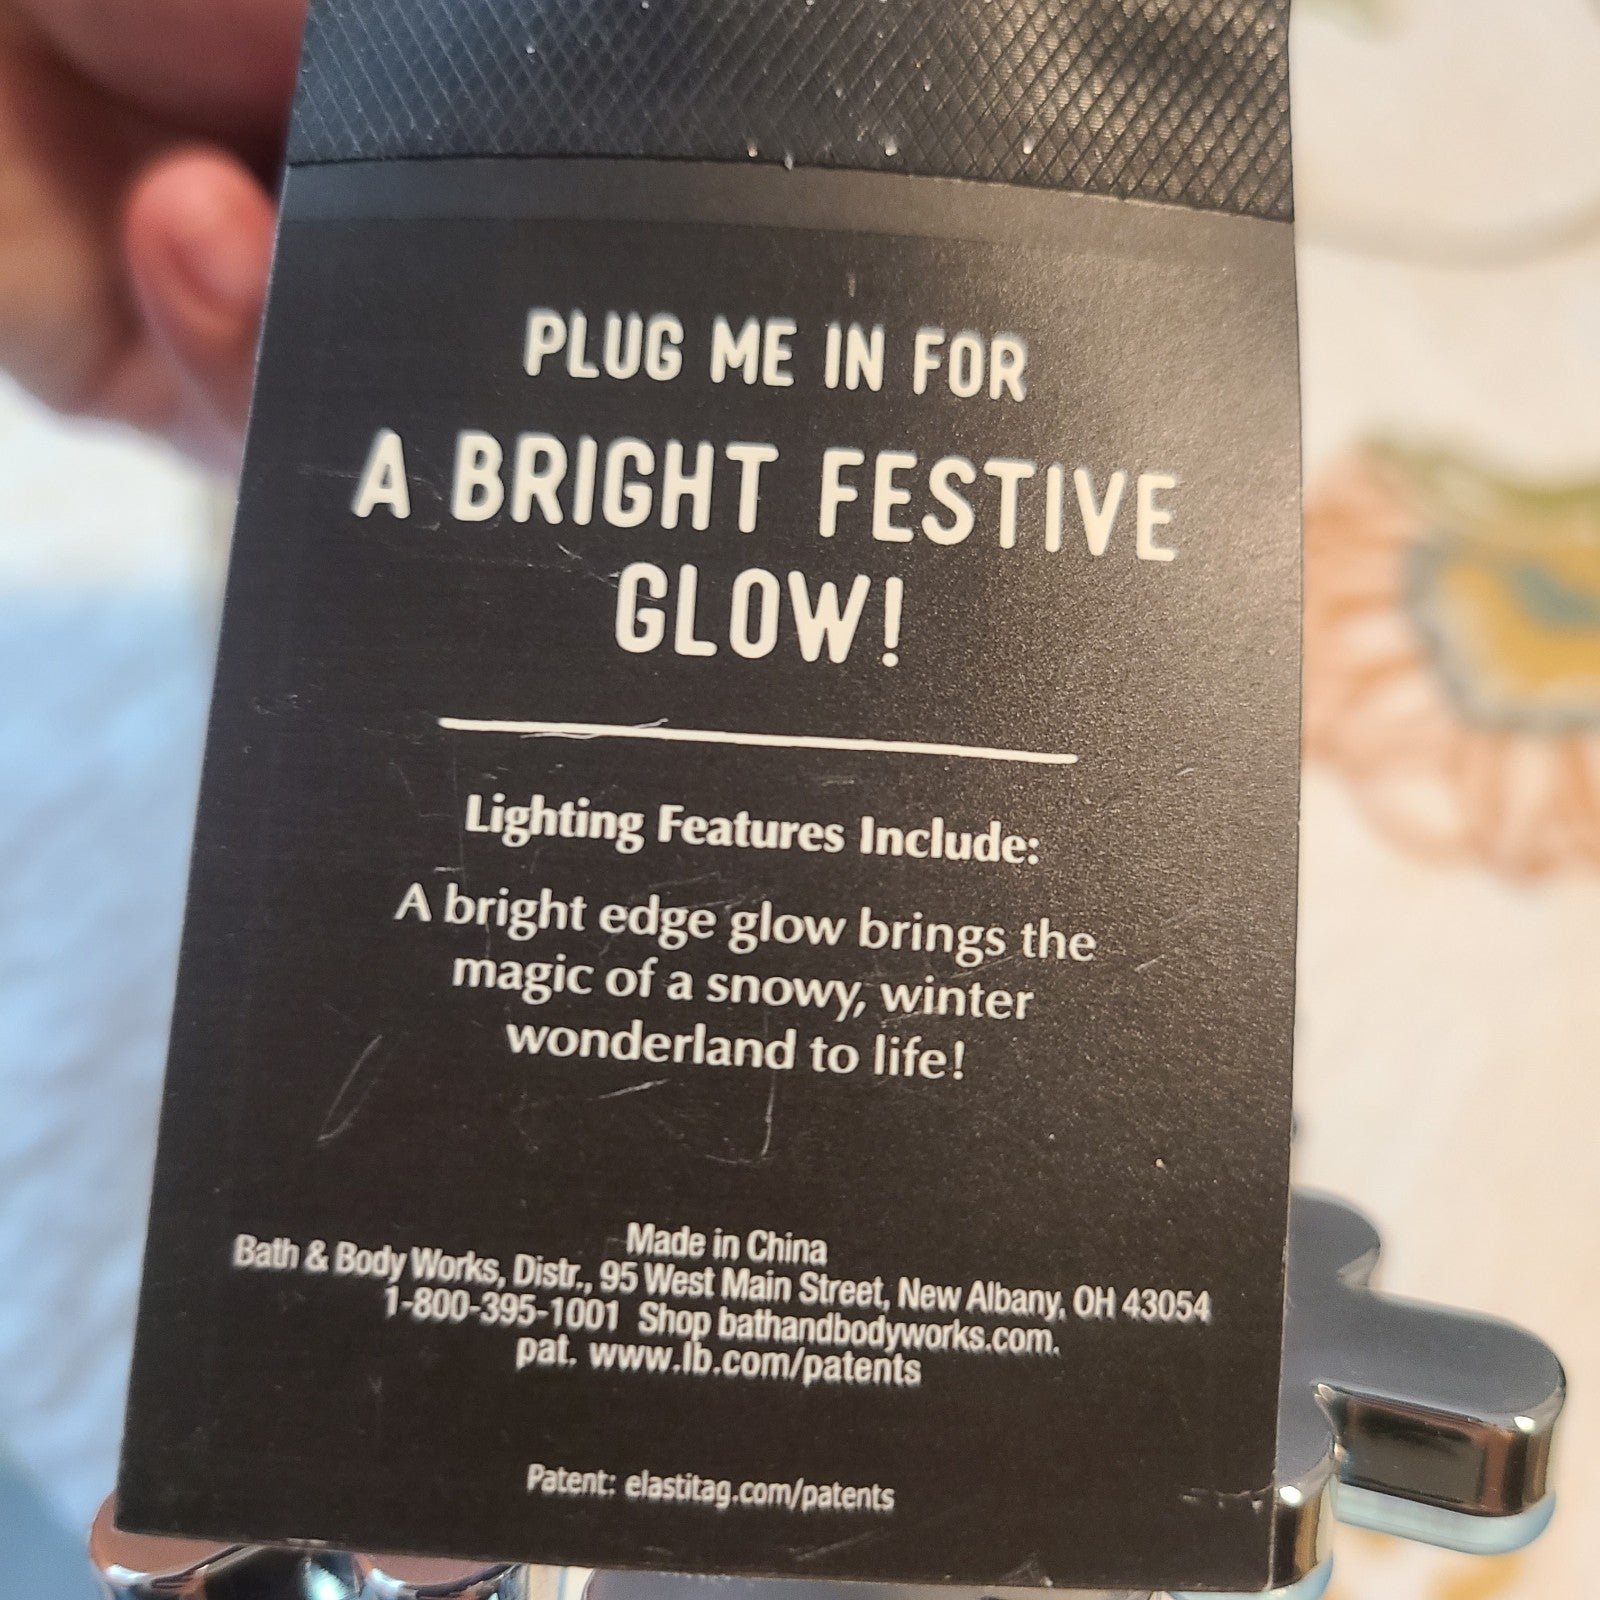 PLUG ME IN FOR
A BRIGHT FESTIVE
GLOW!
Lighting Features Include:
A bright edge glow brings the
magic of a snowy, winter
wonderland to life!
Made in China
Bath & Body Works, Distr., 95 West Main Street, New Albany, OH 43054
1-800-395-1001 Shop bathandbodyworks.com.
pat. www.lb.com/patents
Patent: elastitag.com/patents